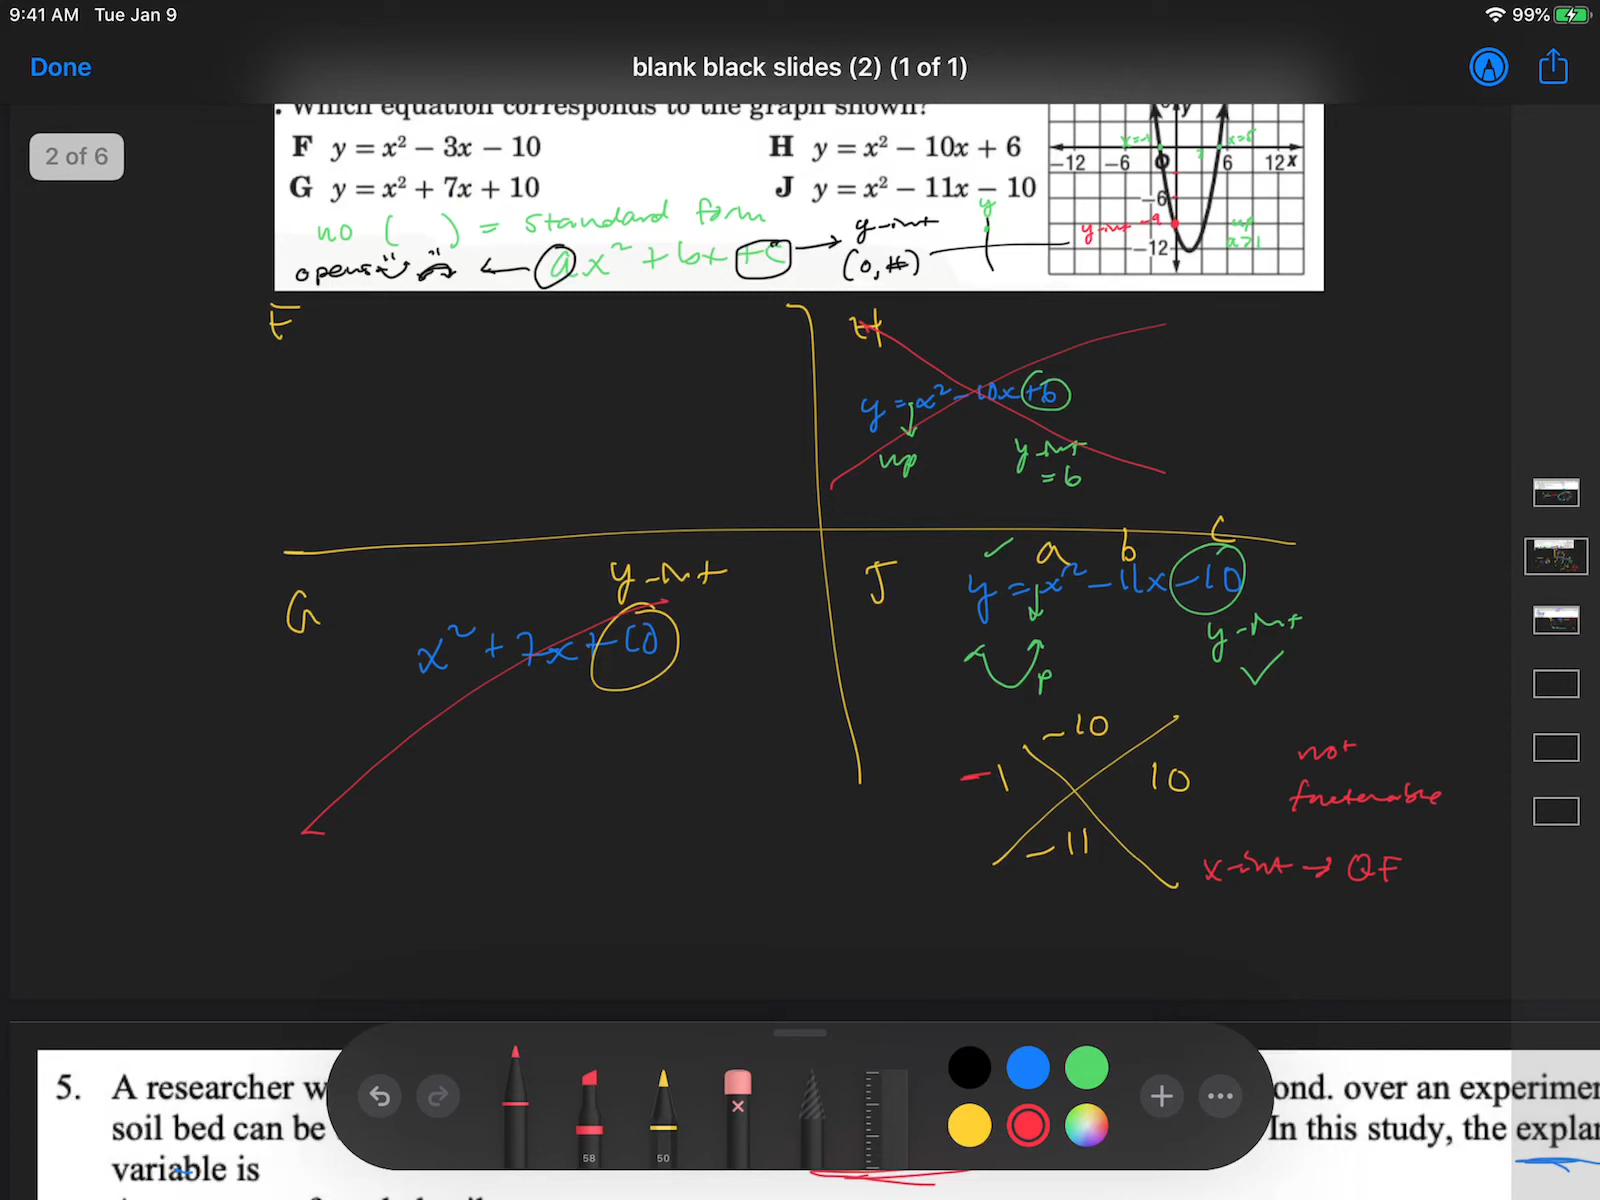 9:41 AM Tue Jan 9
99%
Done
blank black slides (2) (1 of 1)
2 of 6
. Which equation corresponds to the graph shown?
F y = x² − 3x − 10
H y = x² − 10x + 6
G y = x² + 7x + 10
J y = x² − 11x − 10
y
−12 −6 O 6 12 x
−6
−12
x=-1
y-int -9
up
no ( ) = standard form
y-int
y
opens ← ax² + bx + c → (0, #)
F
H
y = x² - 10x + 6
up
y-int
= 6
G
y-int
x² + 7x + 10
J
a b c
y = x² - 11x - 10
y-int
P
-10
-1 10
-11
not
factorable
x-int → QF
5. A researcher w
ond. over an experimen
soil bed can be
In this study, the explan
variable is
58
50